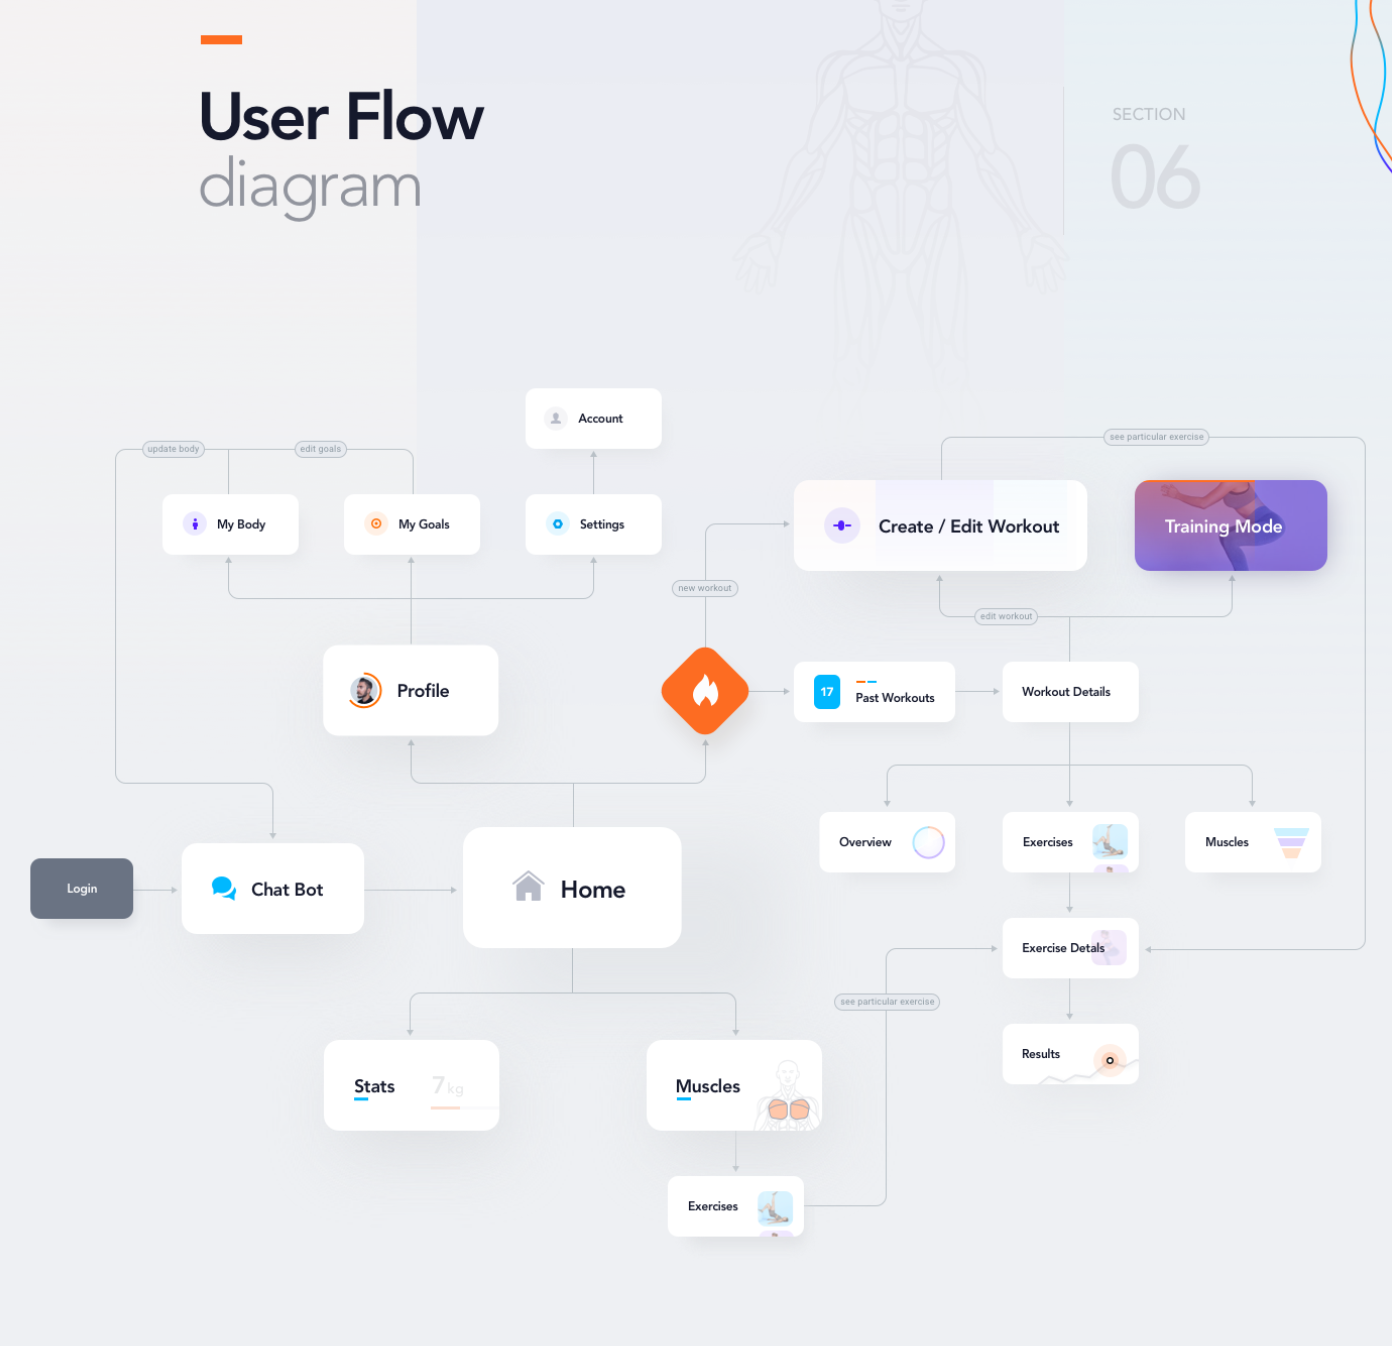 User Flow
diagram
SECTION
06
Account
update body
edit goals
see particular exercise
My Body
My Goals
Settings
Create / Edit Workout
Training Mode
new workout
edit workout
Profile
17
Past Workouts
Workout Details
Overview
Exercises
Muscles
Login
Chat Bot
Home
Exercise Detals
see particular exercise
Results
Stats
7 kg
Muscles
Exercises